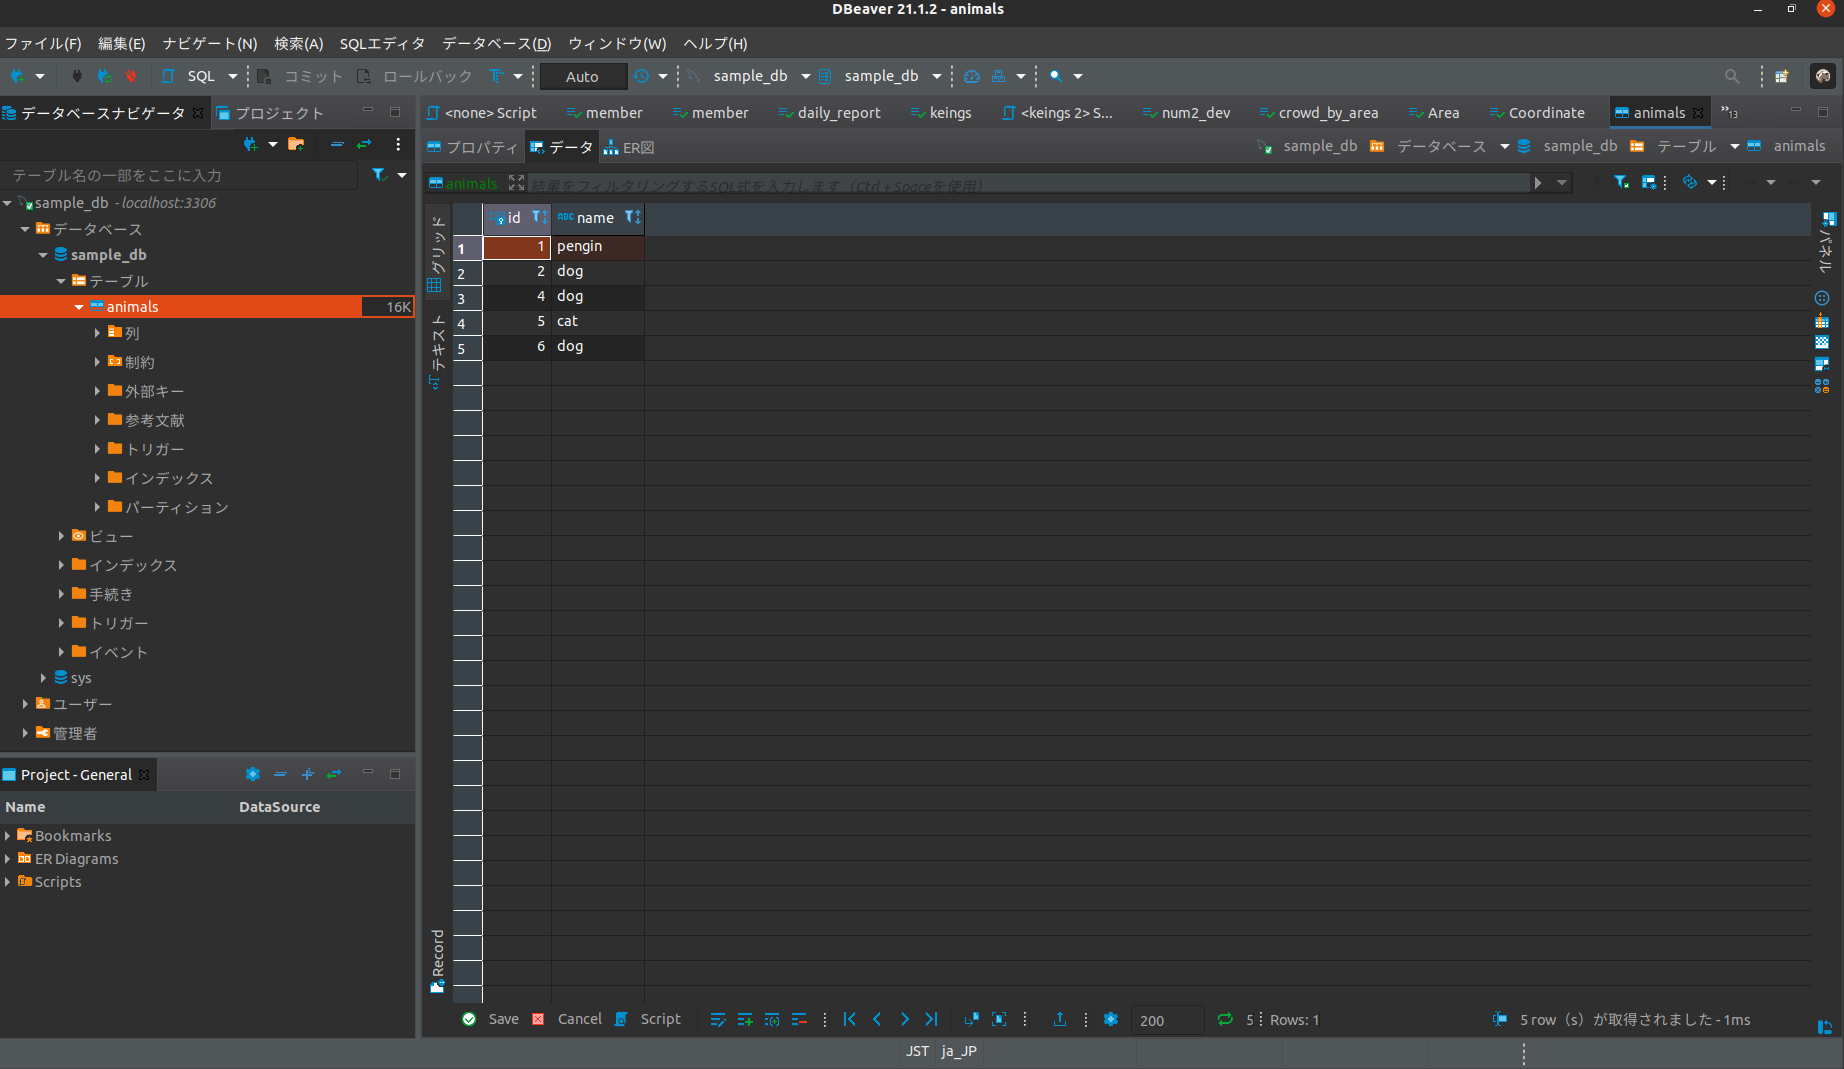 DBeaver 21.1.2 - animals
ファイル(F) 編集(E) ナビゲート(N) 検索(A) SQLエディタ データベース(D) ウィンドウ(W) ヘルプ(H)
SQL コミット ロールバック Auto sample_db sample_db
データベースナビゲータ プロジェクト
テーブル名の一部をここに入力
sample_db - localhost:3306
データベース
sample_db
テーブル
animals 16K
列
制約
外部キー
参考文献
トリガー
インデックス
パーティション
ビュー
インデックス
手続き
トリガー
イベント
sys
ユーザー
管理者
Project - General
Name DataSource
Bookmarks
ER Diagrams
Scripts
<none> Script member member daily_report keings <keings 2> S... num2_dev crowd_by_area Area Coordinate animals »13
プロパティ データ ER図 sample_db データベース sample_db テーブル animals
animals 結果をフィルタリングするSQL式を入力します（Ctrl+Spaceを使用）
グリッド
テキスト
Record
id ABC name
1 1 pengin
2 2 dog
3 4 dog
4 5 cat
5 6 dog
パネル
Save Cancel Script 200 5 Rows: 1 5 row（s）が取得されました - 1ms
JST ja_JP